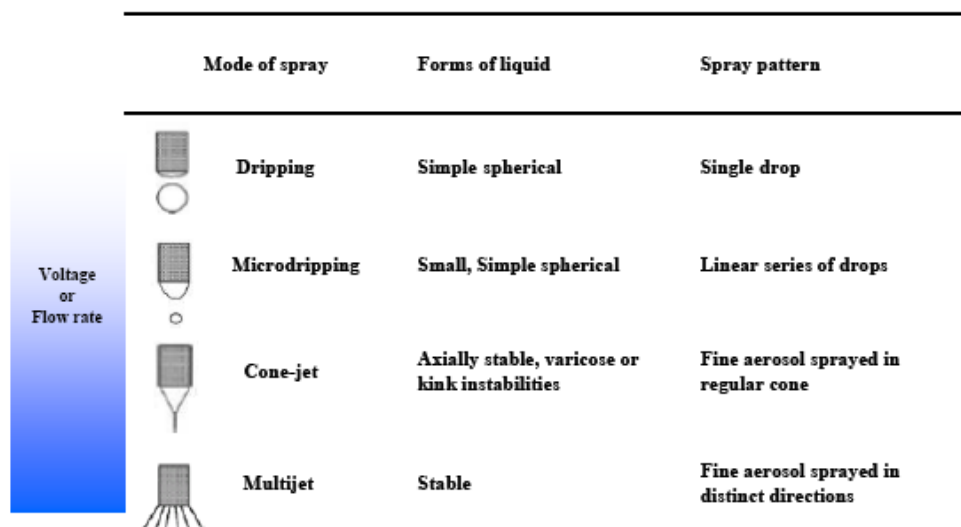 Mode of spray Forms of liquid Spray pattern
Dripping Simple spherical Single drop
Microdripping Small, Simple spherical Linear series of drops
Voltage
or
Flow rate
Cone-jet Axially stable, varicose or
kink instabilities Fine aerosol sprayed in
regular cone
Multijet Stable Fine aerosol sprayed in
distinct directions